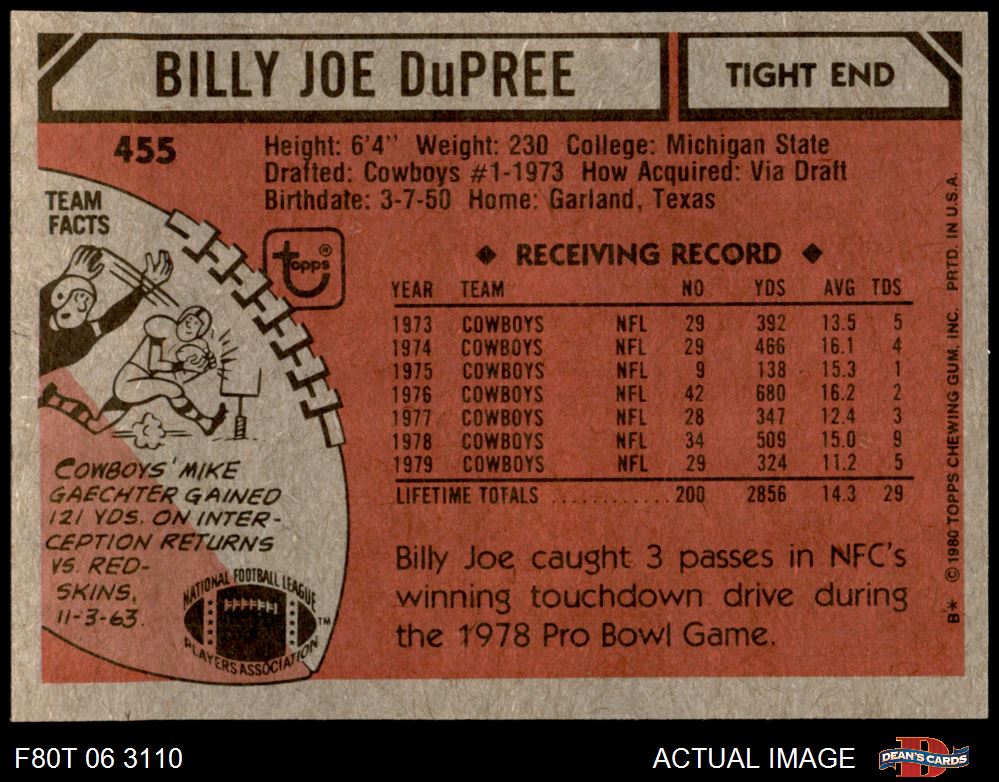 BILLY JOE DuPREE
TIGHT END
455
Height: 6'4" Weight: 230 College: Michigan State
Drafted: Cowboys #1-1973 How Acquired: Via Draft
Birthdate: 3-7-50 Home: Garland, Texas
TEAM
FACTS
topps®
◆ RECEIVING RECORD ◆
YEAR TEAM NO YDS AVG TDS
1973 COWBOYS NFL 29 392 13.5 5
1974 COWBOYS NFL 29 466 16.1 4
1975 COWBOYS NFL 9 138 15.3 1
1976 COWBOYS NFL 42 680 16.2 2
1977 COWBOYS NFL 28 347 12.4 3
1978 COWBOYS NFL 34 509 15.0 9
1979 COWBOYS NFL 29 324 11.2 5
LIFETIME TOTALS ............ 200 2856 14.3 29
COWBOYS' MIKE
GAECHTER GAINED
121 YDS. ON INTER-
CEPTION RETURNS
VS. RED-
SKINS,
11-3-63.
NATIONAL FOOTBALL LEAGUE
PLAYERS ASSOCIATION
TM
Billy Joe caught 3 passes in NFC's
winning touchdown drive during
the 1978 Pro Bowl Game.
B* © 1980 TOPPS CHEWING GUM, INC. PRTD. IN U.S.A.
F80T 06 3110
ACTUAL IMAGE
DEAN'S CARDS